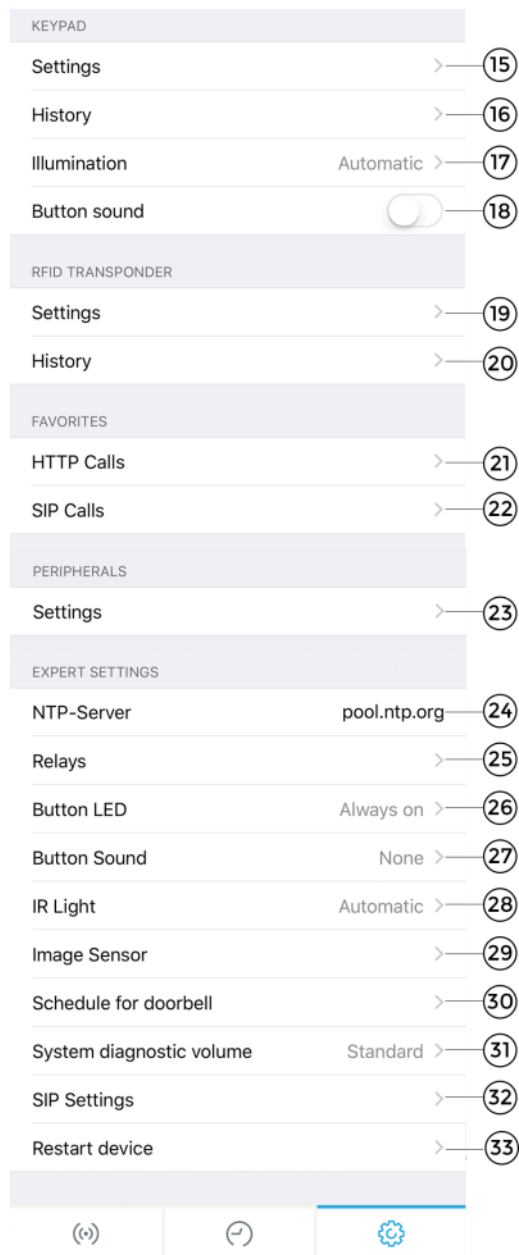 KEYPAD
Settings 15
History 16
Illumination Automatic 17
Button sound 18
RFID TRANSPONDER
Settings 19
History 20
FAVORITES
HTTP Calls 21
SIP Calls 22
PERIPHERALS
Settings 23
EXPERT SETTINGS
NTP-Server pool.ntp.org 24
Relays 25
Button LED Always on 26
Button Sound None 27
IR Light Automatic 28
Image Sensor 29
Schedule for doorbell 30
System diagnostic volume Standard 31
SIP Settings 32
Restart device 33